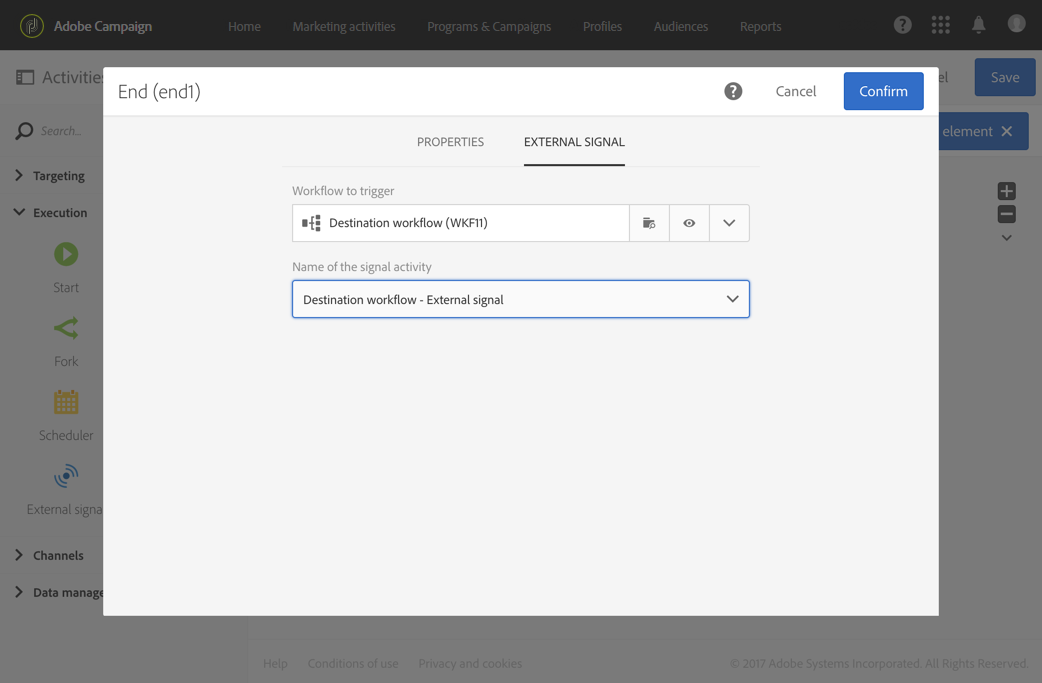 Adobe Campaign Home Marketing activities Programs & Campaigns Profiles Audiences Reports
Activities
Save
End (end1) Cancel Confirm
Search...
element
PROPERTIES EXTERNAL SIGNAL
Targeting
Execution
Workflow to trigger
Destination workflow (WKF11)
Name of the signal activity
Destination workflow - External signal
Start
Fork
Scheduler
External signa
Channels
Data manage
Help Conditions of use Privacy and cookies © 2017 Adobe Systems Incorporated. All Rights Reserved.